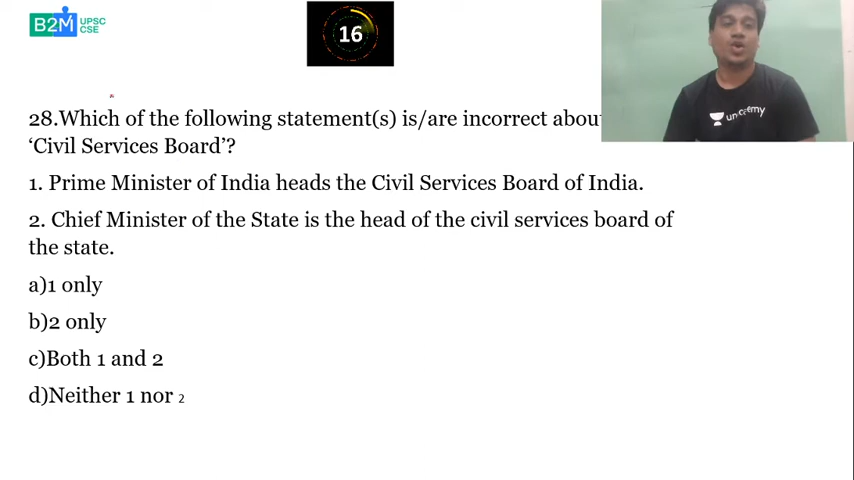 B2M UPSC
CSE
16
unacademy
28.Which of the following statement(s) is/are incorrect abou
‘Civil Services Board’?
1. Prime Minister of India heads the Civil Services Board of India.
2. Chief Minister of the State is the head of the civil services board of
the state.
a)1 only
b)2 only
c)Both 1 and 2
d)Neither 1 nor 2